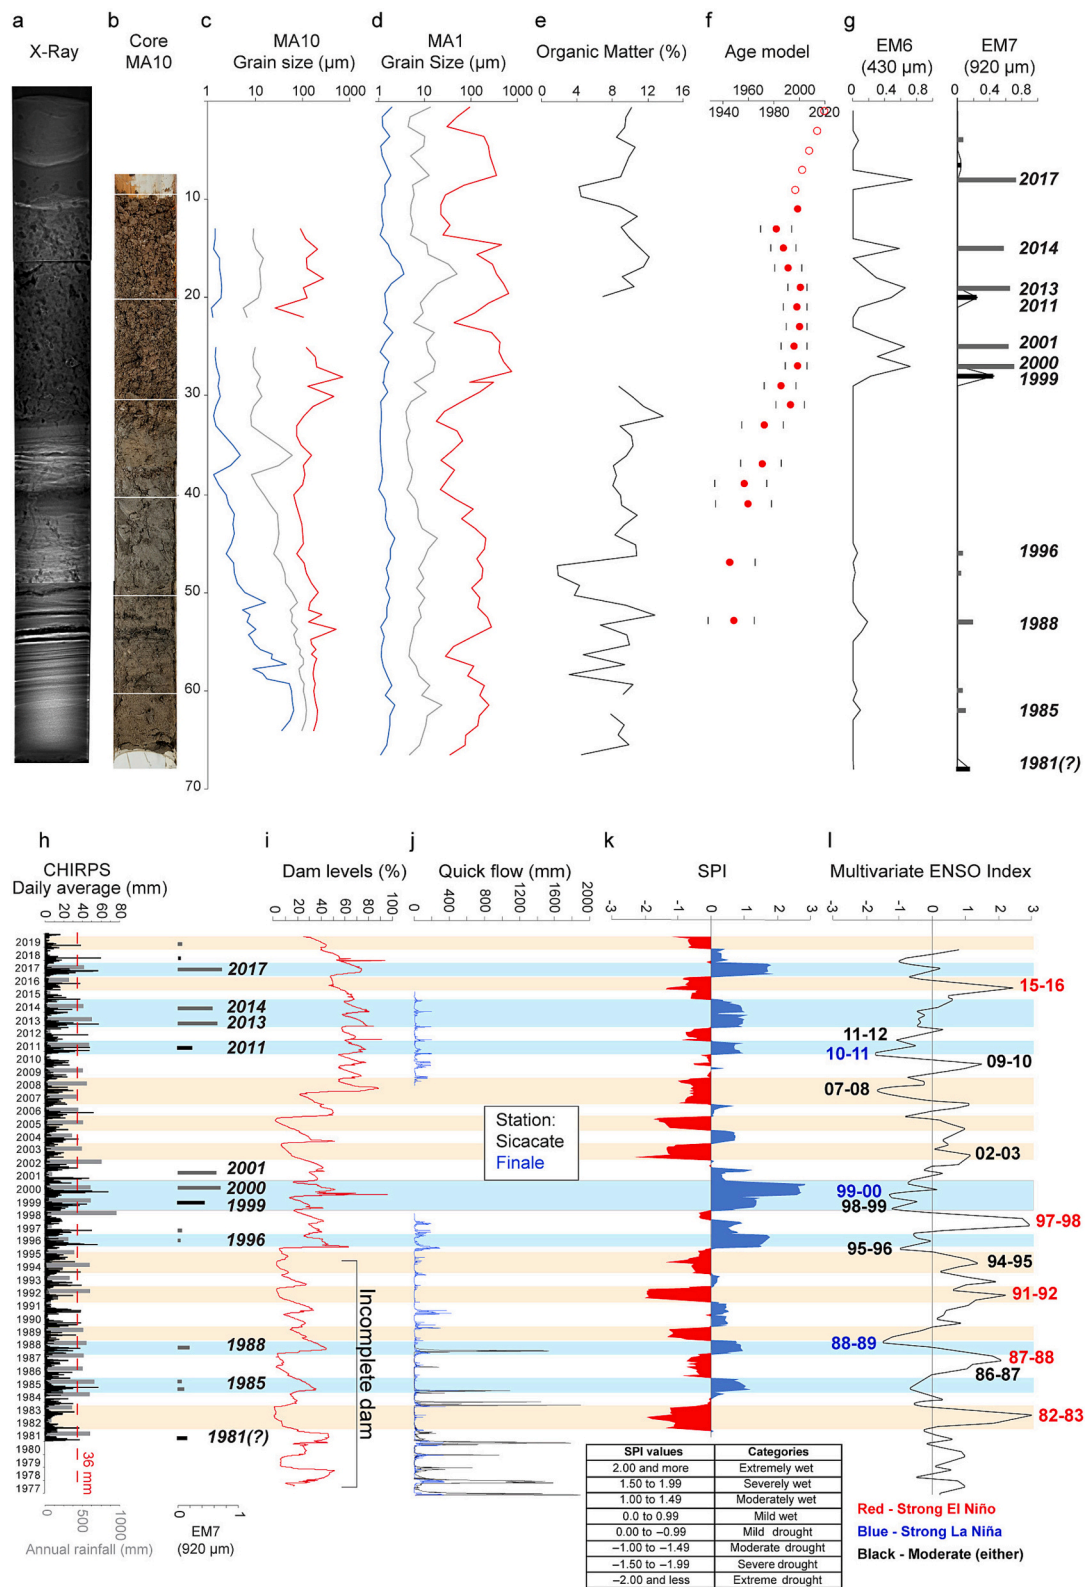 a
b
c
d
e
f
g
X-Ray
Core
MA10
MA10
Grain size (µm)
MA1
Grain Size (µm)
Organic Matter (%)
Age model
EM6
(430 µm)
EM7
(920 µm)
1 10 100 1000
1 10 100 1000
0 4 8 12 16
1940 1960 1980 2000 2020
0 0.4 0.8
0 0.4 0.8
10
20
30
40
50
60
70
2017
2014
2013
2011
2001
2000
1999
1996
1988
1985
1981(?)
h
i
j
k
l
CHIRPS
Daily average (mm)
Dam levels (%)
Quick flow (mm)
SPI
Multivariate ENSO Index
0 20 40 60 80
0 20 40 60 80 100
0 400 800 1200 1600 2000
-3 -2 -1 0 1 2 3
-3 -2 -1 0 1 2 3
2019
2018
2017
2016
2015
2014
2013
2012
2011
2010
2009
2008
2007
2006
2005
2004
2003
2002
2001
2000
1999
1998
1997
1996
1995
1994
1993
1992
1991
1990
1989
1988
1987
1986
1985
1984
1983
1982
1981
1980
1979
1978
1977
36 mm
0 500 1000
Annual rainfall (mm)
2017
2014
2013
2011
2001
2000
1999
1996
1988
1985
1981(?)
0 1
EM7
(920 µm)
Incomplete dam
Station:
Sicacate
Finale
15-16
11-12
10-11
09-10
07-08
02-03
99-00
98-99
97-98
95-96
94-95
91-92
88-89
87-88
86-87
82-83
SPI values Categories
2.00 and more Extremely wet
1.50 to 1.99 Severely wet
1.00 to 1.49 Moderately wet
0.0 to 0.99 Mild wet
0.00 to −0.99 Mild drought
−1.00 to −1.49 Moderate drought
−1.50 to −1.99 Severe drought
−2.00 and less Extreme drought
Red - Strong El Niño
Blue - Strong La Niña
Black - Moderate (either)